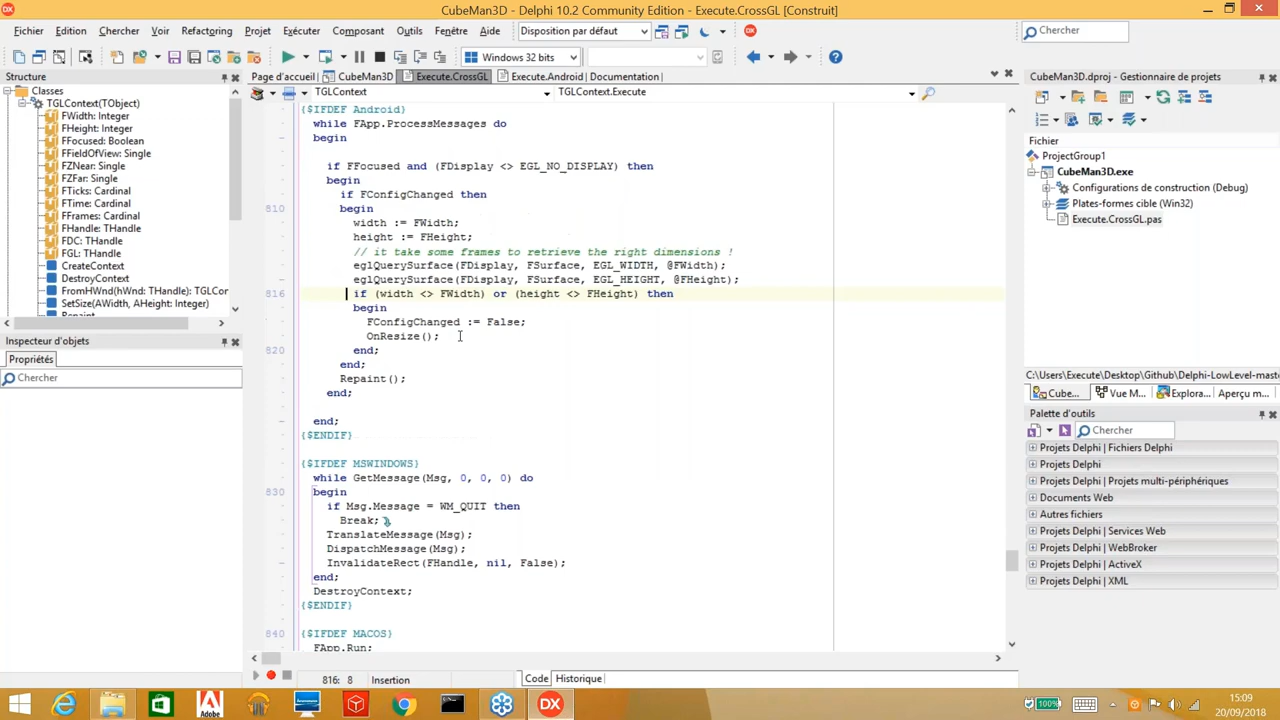 CubeMan3D - Delphi 10.2 Community Edition - Execute.CrossGL [Construit]
Fichier Edition Chercher Voir Refactoring Projet Exécuter Composant Outils Fenêtre Aide Disposition par défaut Chercher
Windows 32 bits
Structure
Page d'accueil CubeMan3D Execute.CrossGL Execute.Android Documentation
CubeMan3D.dproj - Gestionnaire de projets
Classes
TGLContext(TObject)
FWidth: Integer
FHeight: Integer
FFocused: Boolean
FFieldOfView: Single
FZNear: Single
FZFar: Single
FTicks: Cardinal
FTime: Cardinal
FFrames: Cardinal
FHandle: THandle
FDC: THandle
FGL: THandle
CreateContext
DestroyContext
FromHWnd(hWnd: THandle): TGLConte
SetSize(AWidth, AHeight: Integer)
Inspecteur d'objets
Propriétés
Chercher
TGLContext TGLContext.Execute
{$IFDEF Android}
while FApp.ProcessMessages do
begin
if FFocused and (FDisplay <> EGL_NO_DISPLAY) then
begin
if FConfigChanged then
810 begin
width := FWidth;
height := FHeight;
// it take some frames to retrieve the right dimensions !
eglQuerySurface(FDisplay, FSurface, EGL_WIDTH, @FWidth);
eglQuerySurface(FDisplay, FSurface, EGL_HEIGHT, @FHeight);
816 if (width <> FWidth) or (height <> FHeight) then
begin
FConfigChanged := False;
OnResize();
820 end;
end;
Repaint();
end;
end;
{$ENDIF}
{$IFDEF MSWINDOWS}
while GetMessage(Msg, 0, 0, 0) do
830 begin
if Msg.Message = WM_QUIT then
Break;
TranslateMessage(Msg);
DispatchMessage(Msg);
InvalidateRect(FHandle, nil, False);
end;
DestroyContext;
{$ENDIF}
840 {$IFDEF MACOS}
FApp.Run;
816: 8 Insertion Code Historique
Fichier
ProjectGroup1
CubeMan3D.exe
Configurations de construction (Debug)
Plates-formes cible (Win32)
Execute.CrossGL.pas
C:\Users\Execute\Desktop\Github\Delphi-LowLevel-mast
Cube... Vue M... Explora... Aperçu m...
Palette d'outils
Chercher
Projets Delphi | Fichiers Delphi
Projets Delphi
Projets Delphi | Projets multi-périphériques
Documents Web
Autres fichiers
Projets Delphi | Services Web
Projets Delphi | WebBroker
Projets Delphi | ActiveX
Projets Delphi | XML
Adobe
DX
100%
15:09
20/09/2018